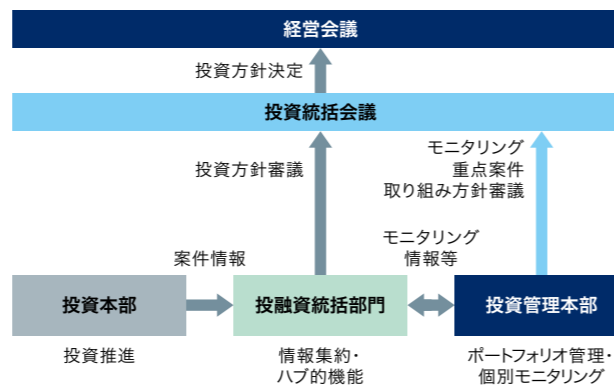 経営会議
投資方針決定
投資統括会議
投資方針審議
モニタリング
重点案件
取り組み方針審議
案件情報
モニタリング
情報等
投資本部
投融資統括部門
投資管理本部
投資推進
情報集約・
ハブ的機能
ポートフォリオ管理・
個別モニタリング